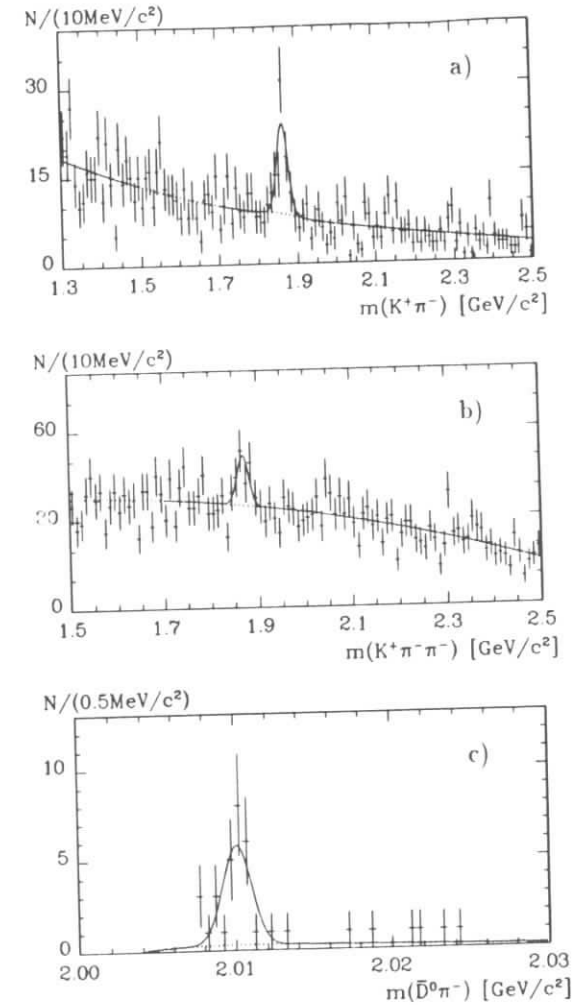 N/(10MeV/c²)
a)
30
15
0
1.3 1.5 1.7 1.9 2.1 2.3 2.5
m(K⁺π⁻) [GeV/c²]
N/(10MeV/c²)
b)
60
0
1.5 1.7 1.9 2.1 2.3 2.5
m(K⁺π⁻π⁻) [GeV/c²]
N/(0.5MeV/c²)
c)
10
5
0
2.00 2.01 2.02 2.03
m(D̄⁰π⁻) [GeV/c²]